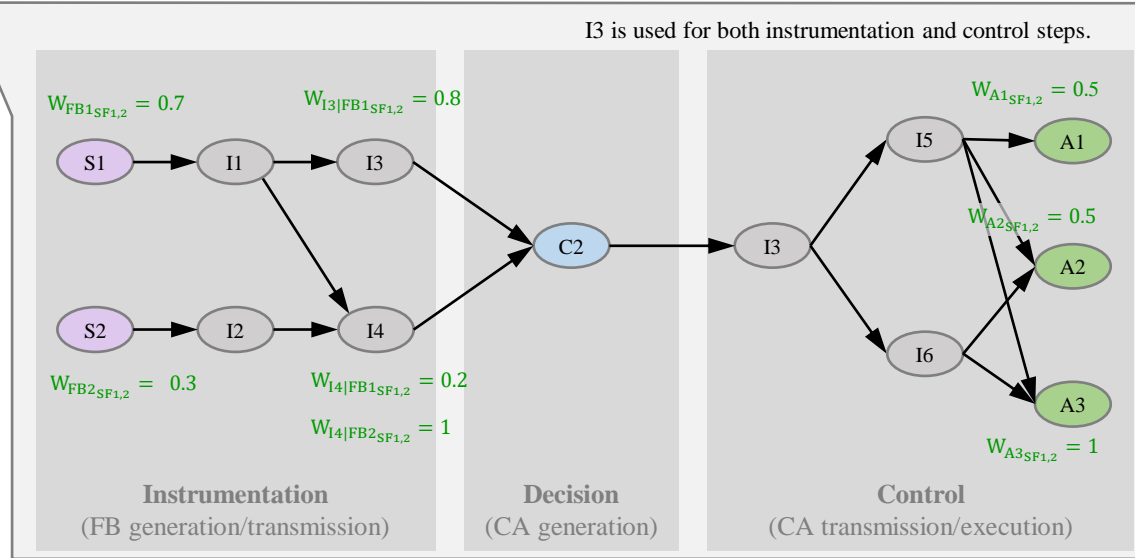 I3 is used for both instrumentation and control steps.
W_FB1_SF1,2 = 0.7
W_I3|FB1_SF1,2 = 0.8
W_A1_SF1,2 = 0.5
S1
I1
I3
I5
A1
W_A2_SF1,2 = 0.5
C2
I3
A2
S2
I2
I4
I6
W_FB2_SF1,2 = 0.3
W_I4|FB1_SF1,2 = 0.2
W_I4|FB2_SF1,2 = 1
A3
W_A3_SF1,2 = 1
Instrumentation
(FB generation/transmission)
Decision
(CA generation)
Control
(CA transmission/execution)